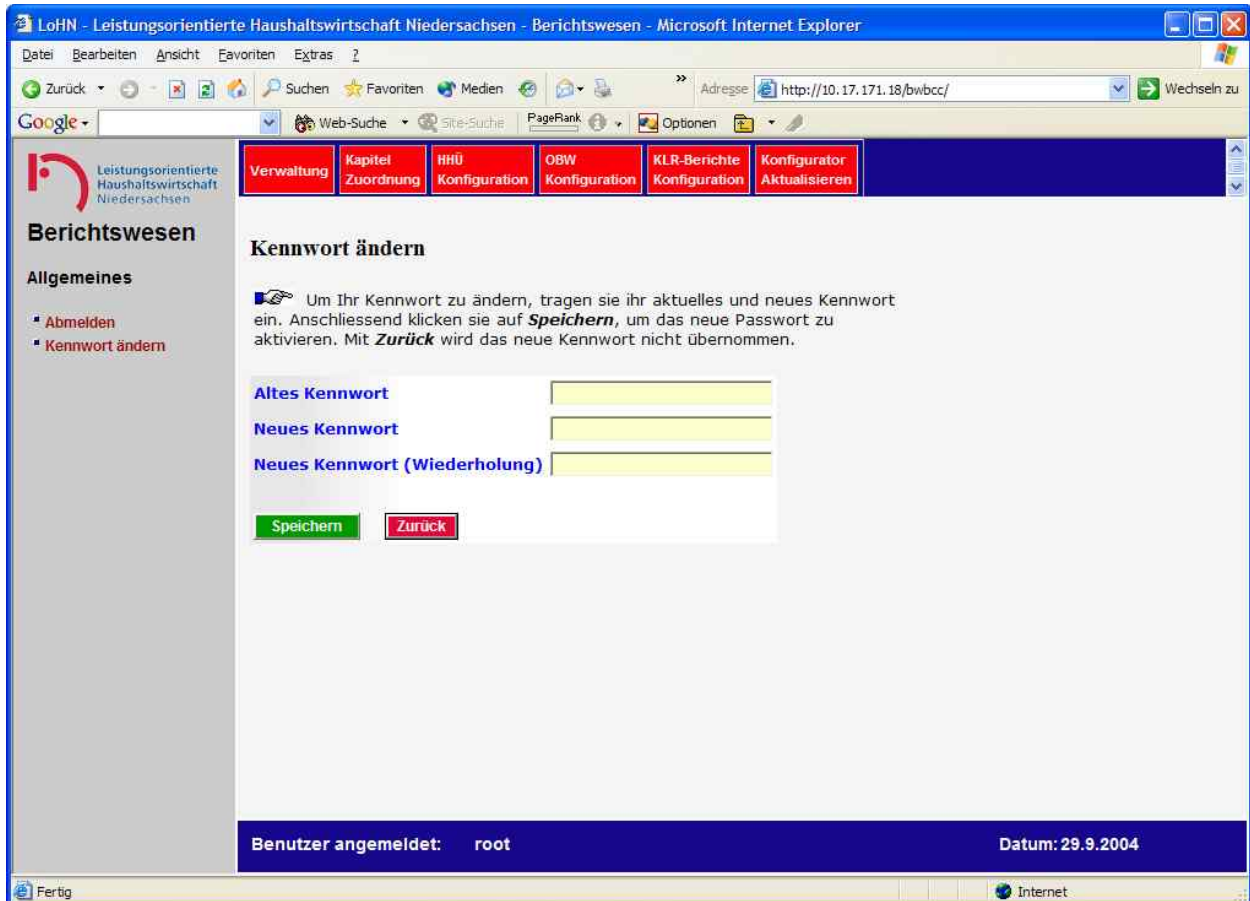 LoHN - Leistungsorientierte Haushaltswirtschaft Niedersachsen - Berichtswesen - Microsoft Internet Explorer
Datei Bearbeiten Ansicht Favoriten Extras ?
Zurück Suchen Favoriten Medien » Adresse http://10.17.171.18/bwbcc/ Wechseln zu
Google Web-Suche Site-Suche PageRank Optionen
Leistungsorientierte
Haushaltswirtschaft
Niedersachsen
Verwaltung
Kapitel
Zuordnung
HHÜ
Konfiguration
OBW
Konfiguration
KLR-Berichte
Konfiguration
Konfigurator
Aktualisieren
Berichtswesen
Allgemeines
Abmelden
Kennwort ändern
Kennwort ändern
Um Ihr Kennwort zu ändern, tragen sie ihr aktuelles und neues Kennwort
ein. Anschliessend klicken sie auf Speichern, um das neue Passwort zu
aktivieren. Mit Zurück wird das neue Kennwort nicht übernommen.
Altes Kennwort
Neues Kennwort
Neues Kennwort (Wiederholung)
Speichern Zurück
Benutzer angemeldet: root Datum: 29.9.2004
Fertig Internet